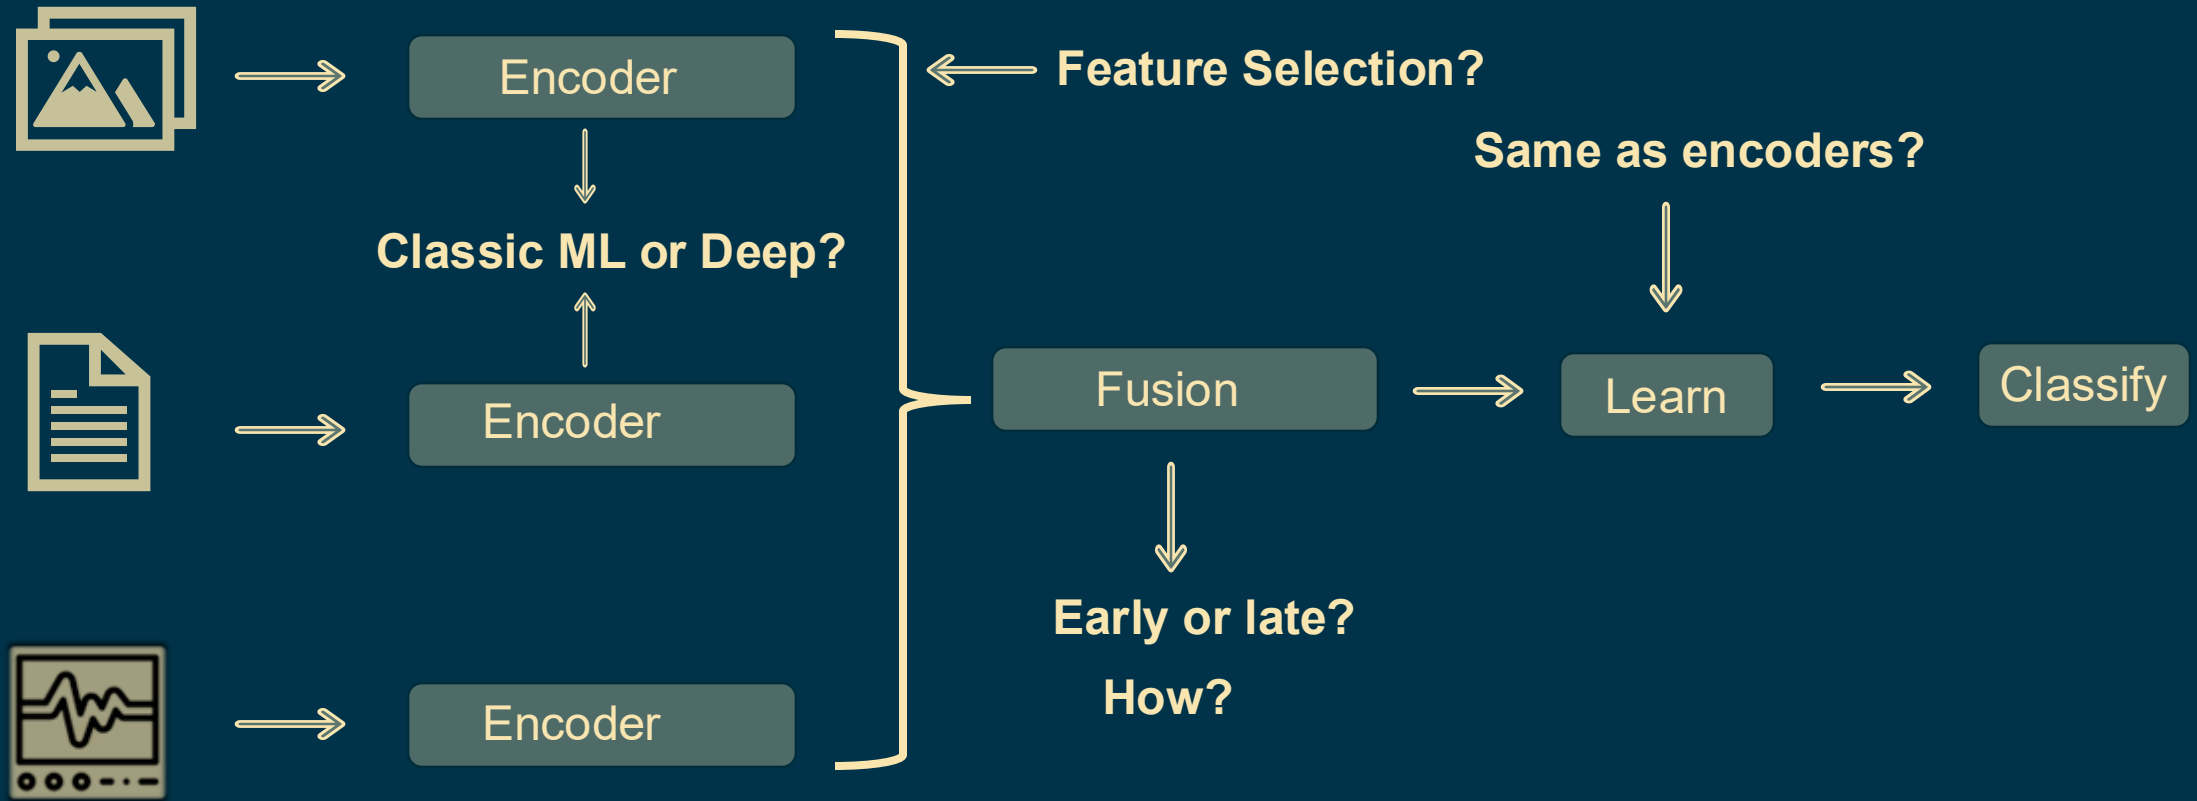 Encoder
Feature Selection?
Same as encoders?
Classic ML or Deep?
Encoder
Fusion
Learn
Classify
Early or late?
How?
Encoder